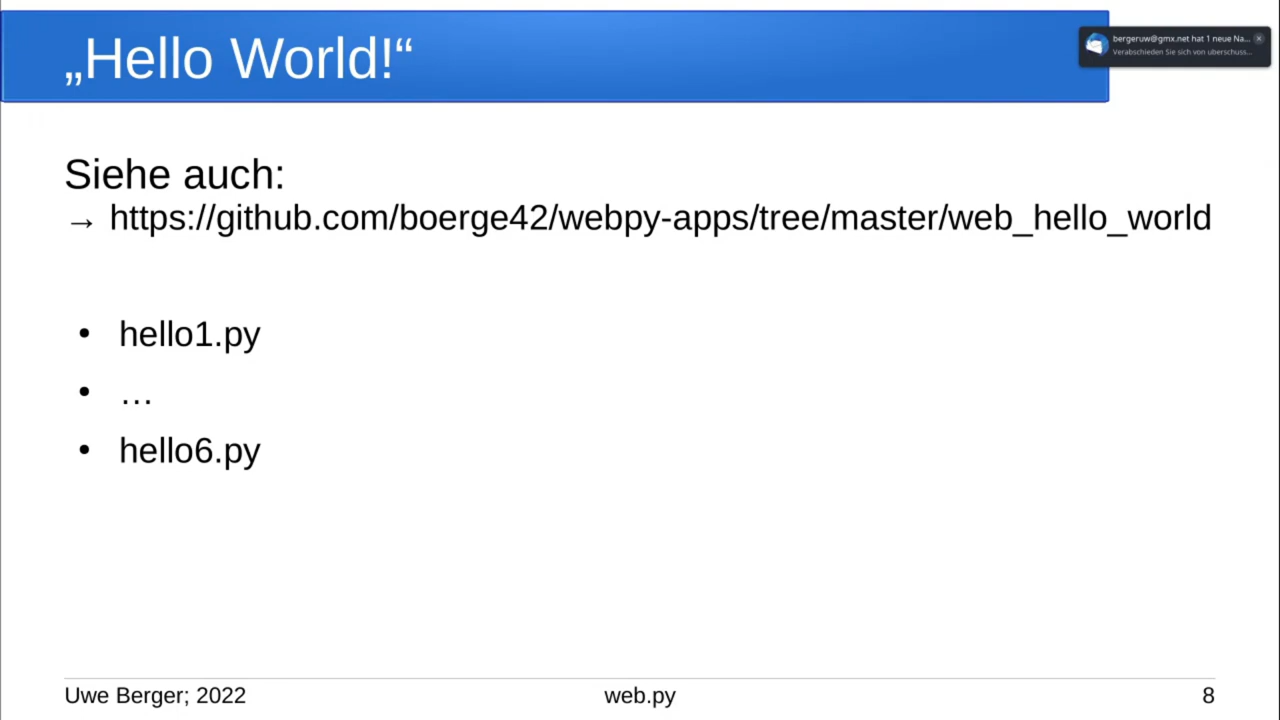 „Hello World!“
bergeruw@gmx.net hat 1 neue Na...
Verabschieden Sie sich von uberschuss...
Siehe auch:
→ https://github.com/boerge42/webpy-apps/tree/master/web_hello_world
• hello1.py
• …
• hello6.py
Uwe Berger; 2022
web.py
8